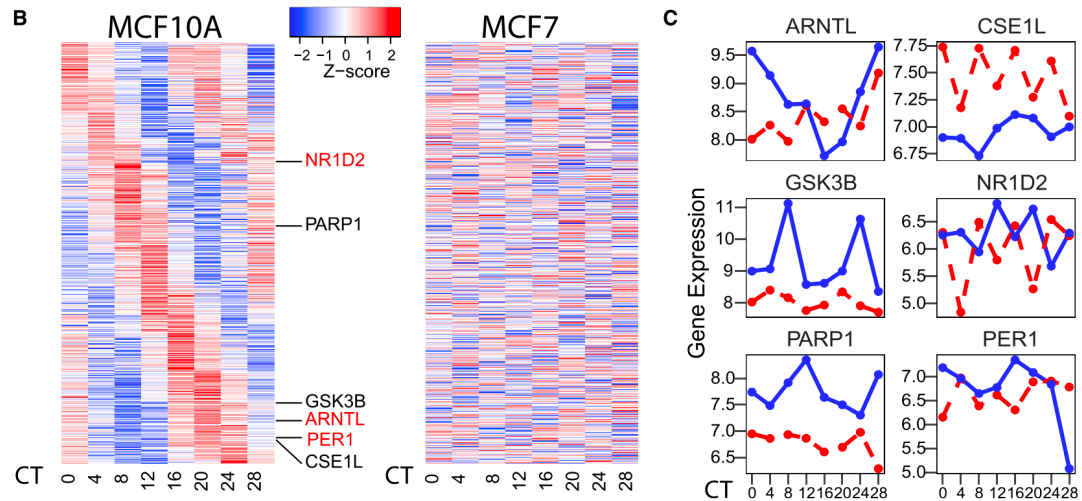 B
MCF10A
−2 −1 0 1 2
Z−score
MCF7
NR1D2
PARP1
GSK3B
ARNTL
PER1
CSE1L
CT 0 4 8 12 16 20 24 28
0 4 8 12 16 20 24 28
C
Gene Expression
ARNTL
9.5
9.0
8.5
8.0
CSE1L
7.75
7.50
7.25
7.00
6.75
GSK3B
11
10
9
8
NR1D2
6.5
6.0
5.5
5.0
PARP1
8.0
7.5
7.0
6.5
PER1
7.0
6.5
6.0
5.5
5.0
CT 0 4 8 12 16 20 24 28
0 4 8 12 16 20 24 28